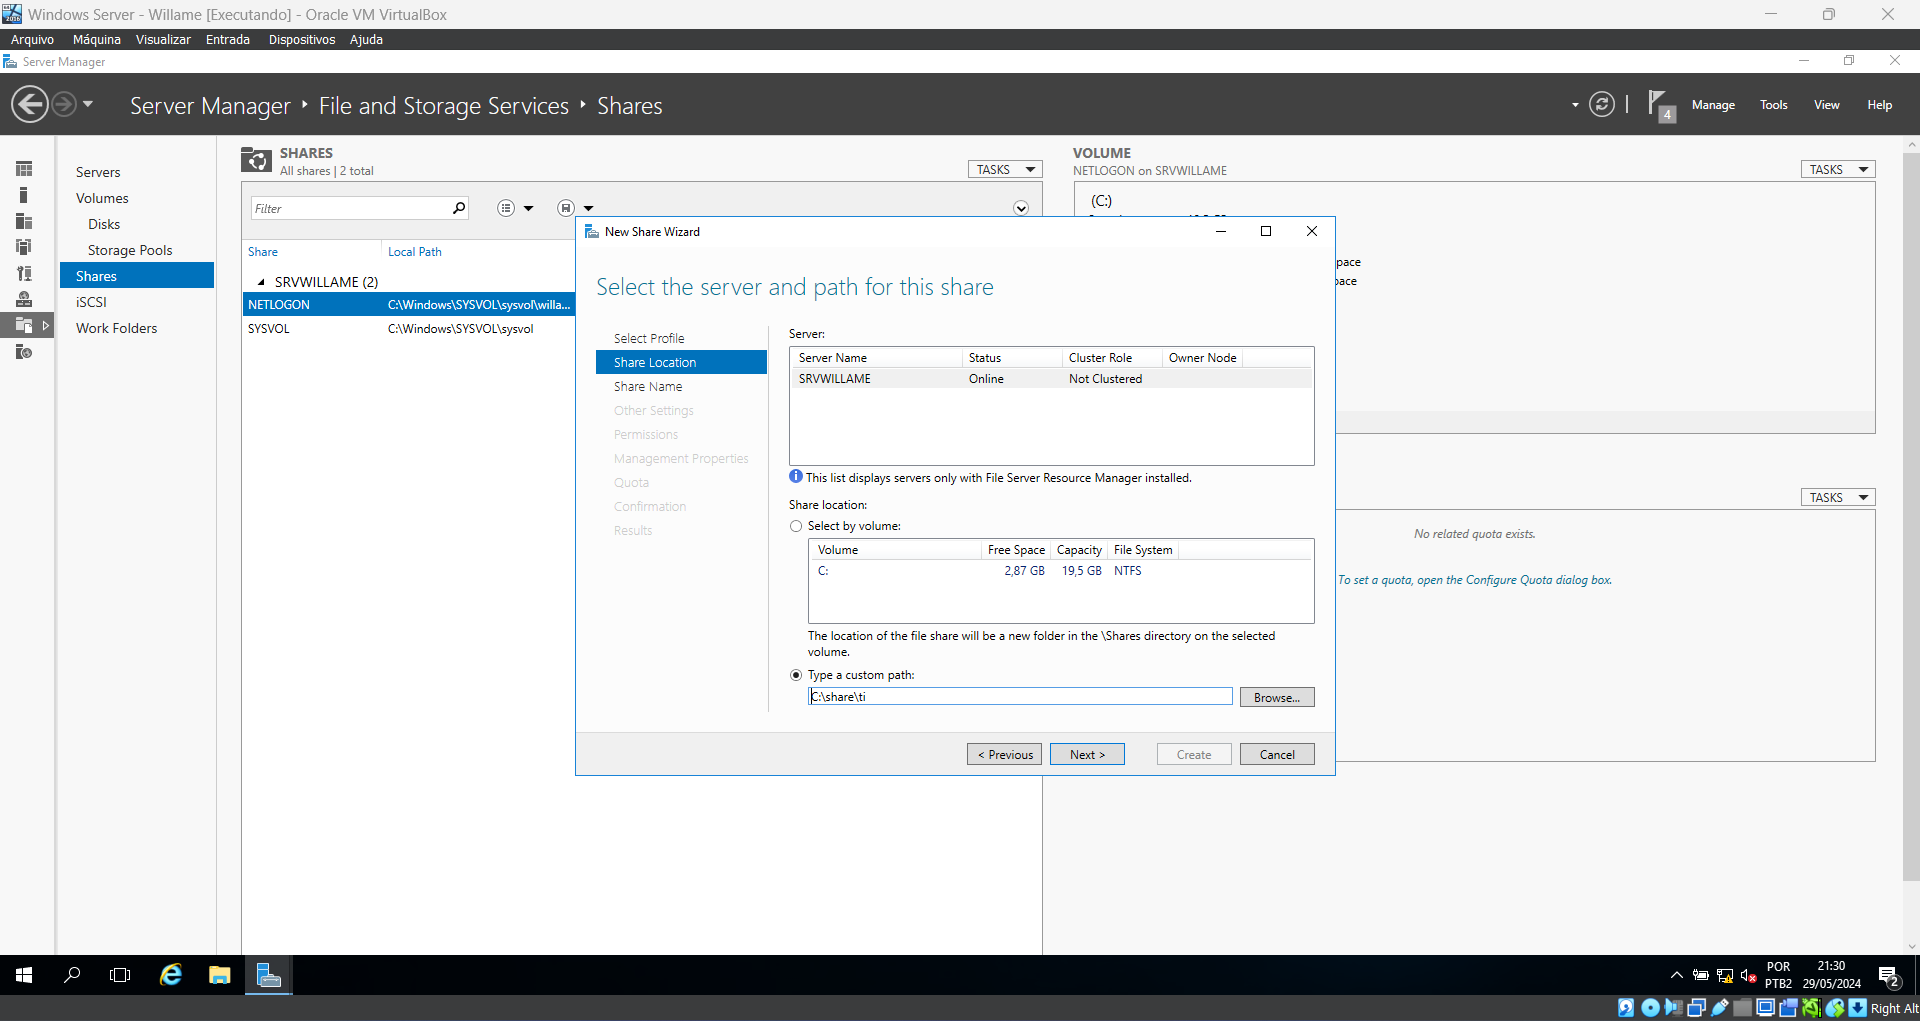 Windows Server - Willame [Executando] - Oracle VM VirtualBox
Arquivo Máquina Visualizar Entrada Dispositivos Ajuda
Server Manager
Server Manager File and Storage Services Shares
4
Manage Tools View Help
Servers
Volumes
Disks
Storage Pools
Shares
iSCSI
Work Folders
SHARES
All shares | 2 total
TASKS
Filter
Share Local Path
SRVWILLAME (2)
NETLOGON C:\Windows\SYSVOL\sysvol\willa...
SYSVOL C:\Windows\SYSVOL\sysvol
VOLUME
NETLOGON on SRVWILLAME
TASKS
(C:)
pace
pace
TASKS
No related quota exists.
To set a quota, open the Configure Quota dialog box.
New Share Wizard
Select the server and path for this share
Select Profile
Share Location
Share Name
Other Settings
Permissions
Management Properties
Quota
Confirmation
Results
Server:
Server Name Status Cluster Role Owner Node
SRVWILLAME Online Not Clustered
This list displays servers only with File Server Resource Manager installed.
Share location:
Select by volume:
Volume Free Space Capacity File System
C: 2,87 GB 19,5 GB NTFS
The location of the file share will be a new folder in the \Shares directory on the selected
volume.
Type a custom path:
C:\share\ti
Browse...
< Previous Next > Create Cancel
POR
PTB2
21:30
29/05/2024
2
Right Alt